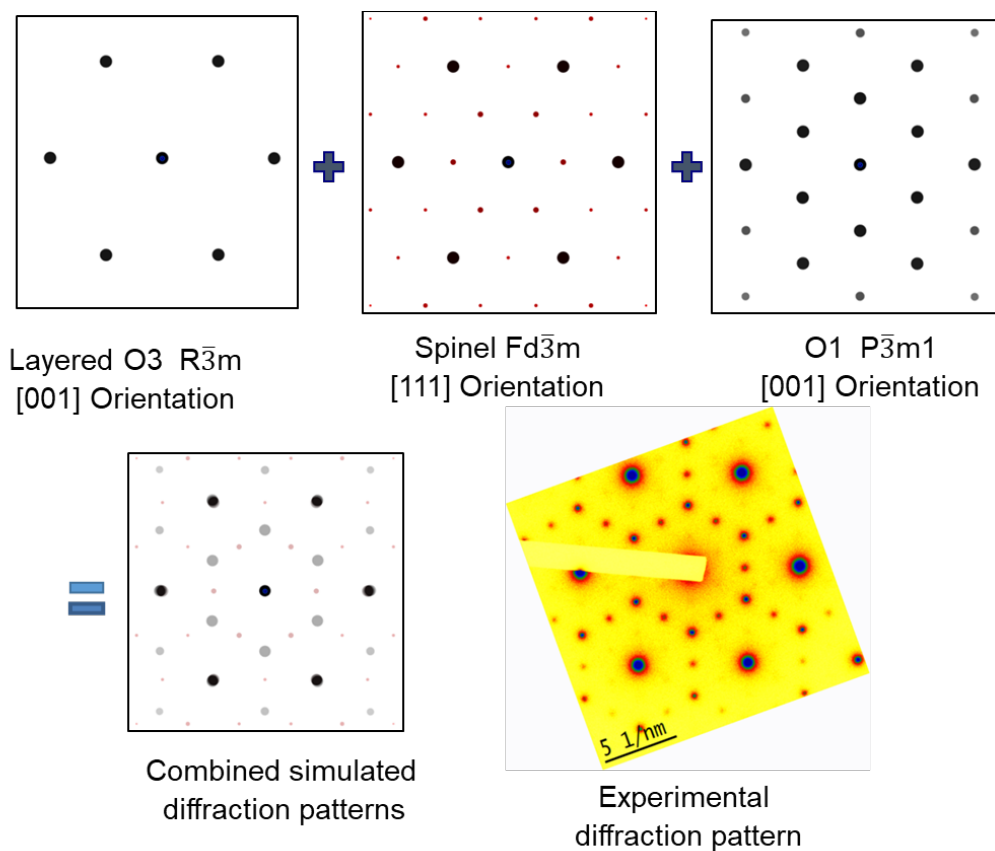 Layered O3 R3̅m
[001] Orientation
Spinel Fd3̅m
[111] Orientation
O1 P3̅m1
[001] Orientation
Combined simulated
diffraction patterns
5 1/nm
Experimental
diffraction pattern